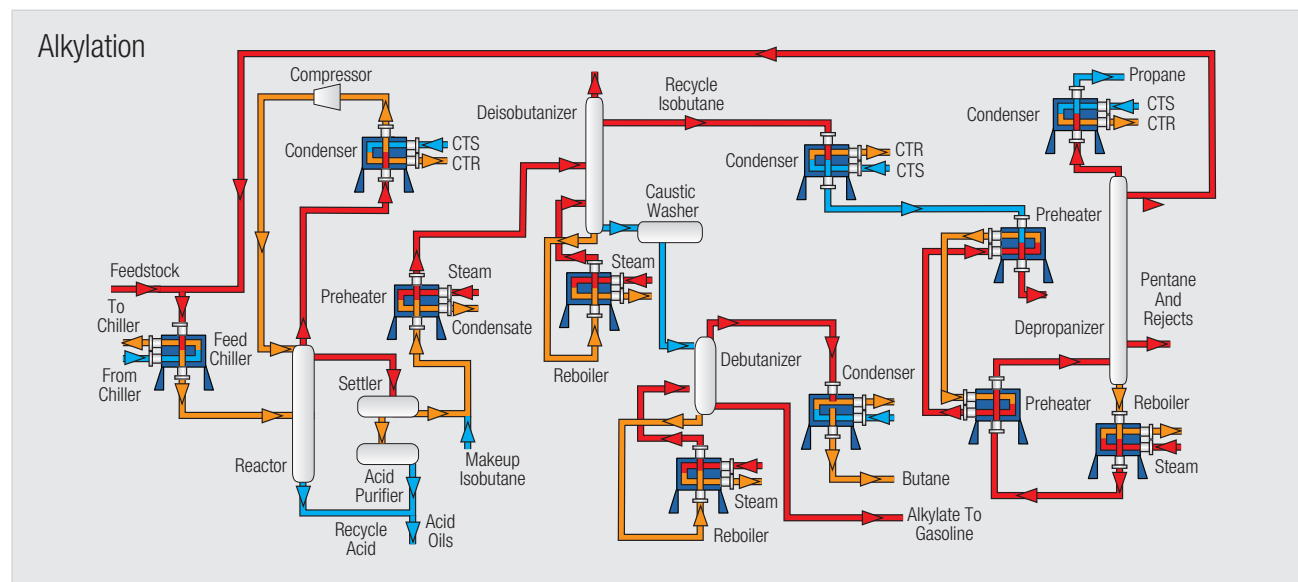 Alkylation
Compressor
Condenser
CTS
CTR
Deisobutanizer
Recycle
Isobutane
Condenser
CTR
CTS
Propane
Condenser
CTS
CTR
Caustic
Washer
Preheater
Feedstock
To
Chiller
Feed
Chiller
From
Chiller
Preheater
Steam
Condensate
Steam
Reboiler
Depropanizer
Pentane
And
Rejects
Settler
Debutanizer
Condenser
Preheater
Reboiler
Steam
Reactor
Acid
Purifier
Makeup
Isobutane
Recycle
Acid
Acid
Oils
Steam
Reboiler
Butane
Alkylate To
Gasoline